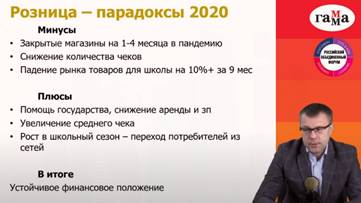 Розница – парадоксы 2020
Минусы
• Закрытые магазины на 1-4 месяца в пандемию
• Снижение количества чеков
• Падение рынка товаров для школы на 10%+ за 9 мес
Плюсы
• Помощь государства, снижение аренды и зп
• Увеличение среднего чека
• Рост в школьный сезон – переход потребителей из
сетей
В итоге
Устойчивое финансовое положение
гамма
РОССИЙСКИЙ
ОБЪЕДИНЕННЫЙ
ФОРУМ